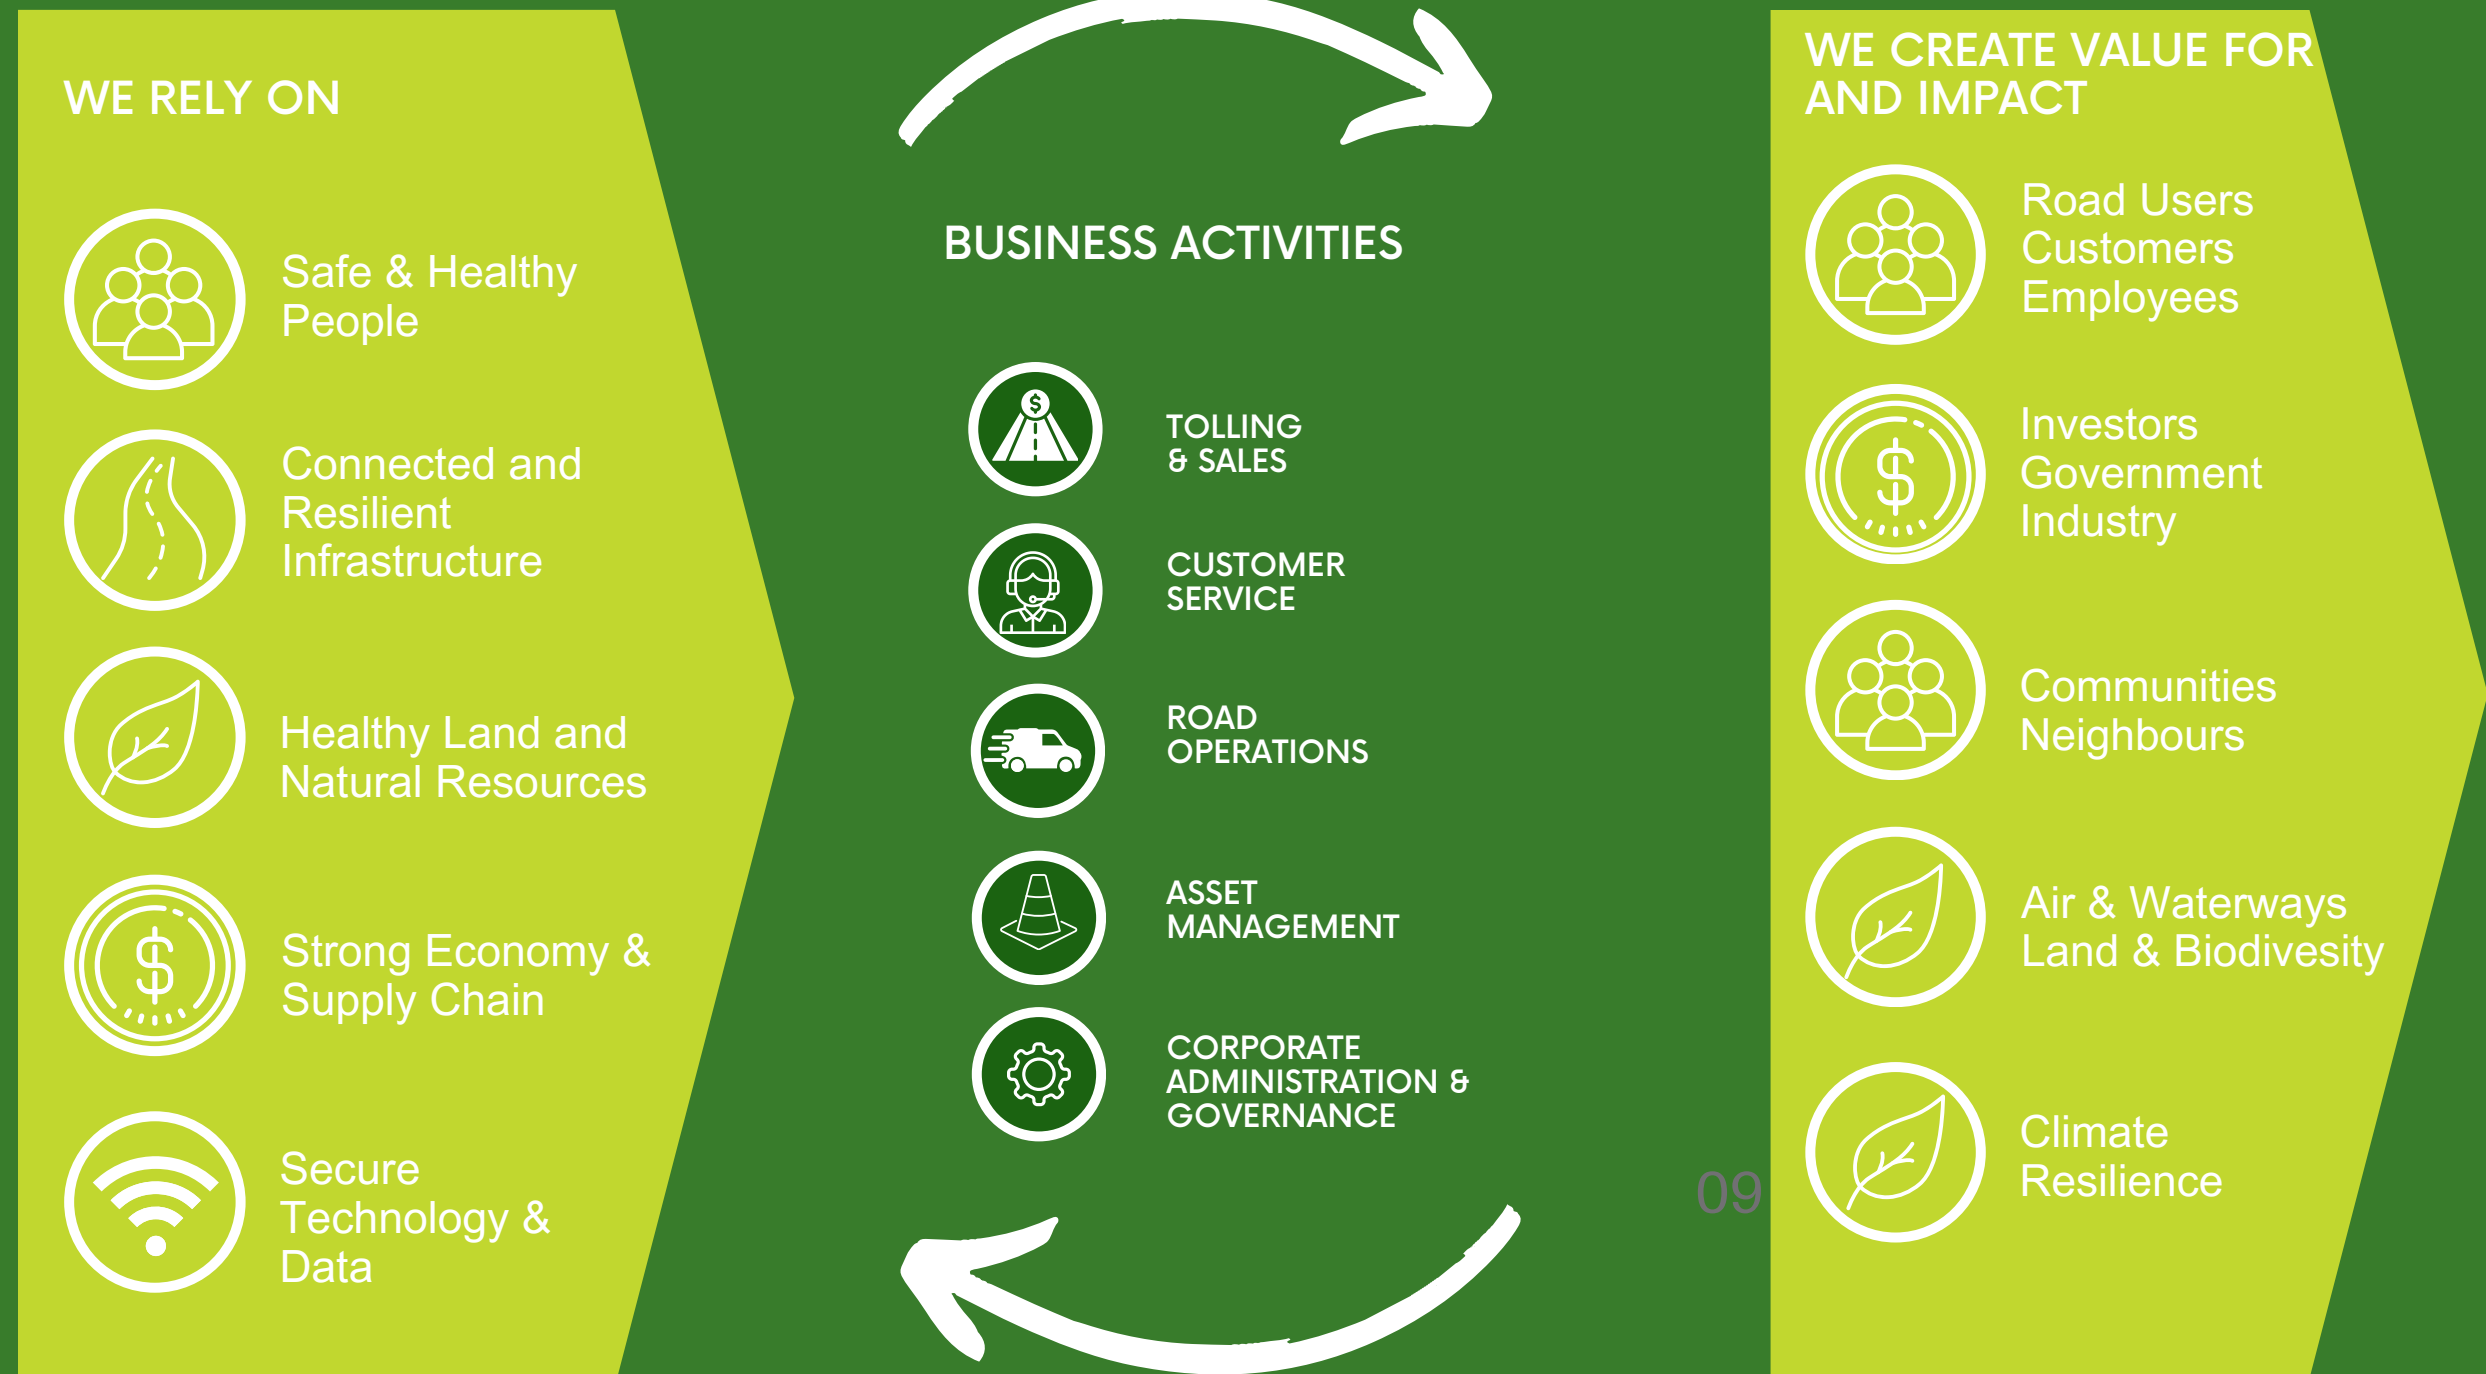 WE RELY ON
Safe & Healthy
People
Connected and
Resilient
Infrastructure
Healthy Land and
Natural Resources
Strong Economy &
Supply Chain
Secure
Technology &
Data
BUSINESS ACTIVITIES
TOLLING
& SALES
CUSTOMER
SERVICE
ROAD
OPERATIONS
ASSET
MANAGEMENT
CORPORATE
ADMINISTRATION &
GOVERNANCE
09
WE CREATE VALUE FOR
AND IMPACT
Road Users
Customers
Employees
Investors
Government
Industry
Communities
Neighbours
Air & Waterways
Land & Biodivesity
Climate
Resilience